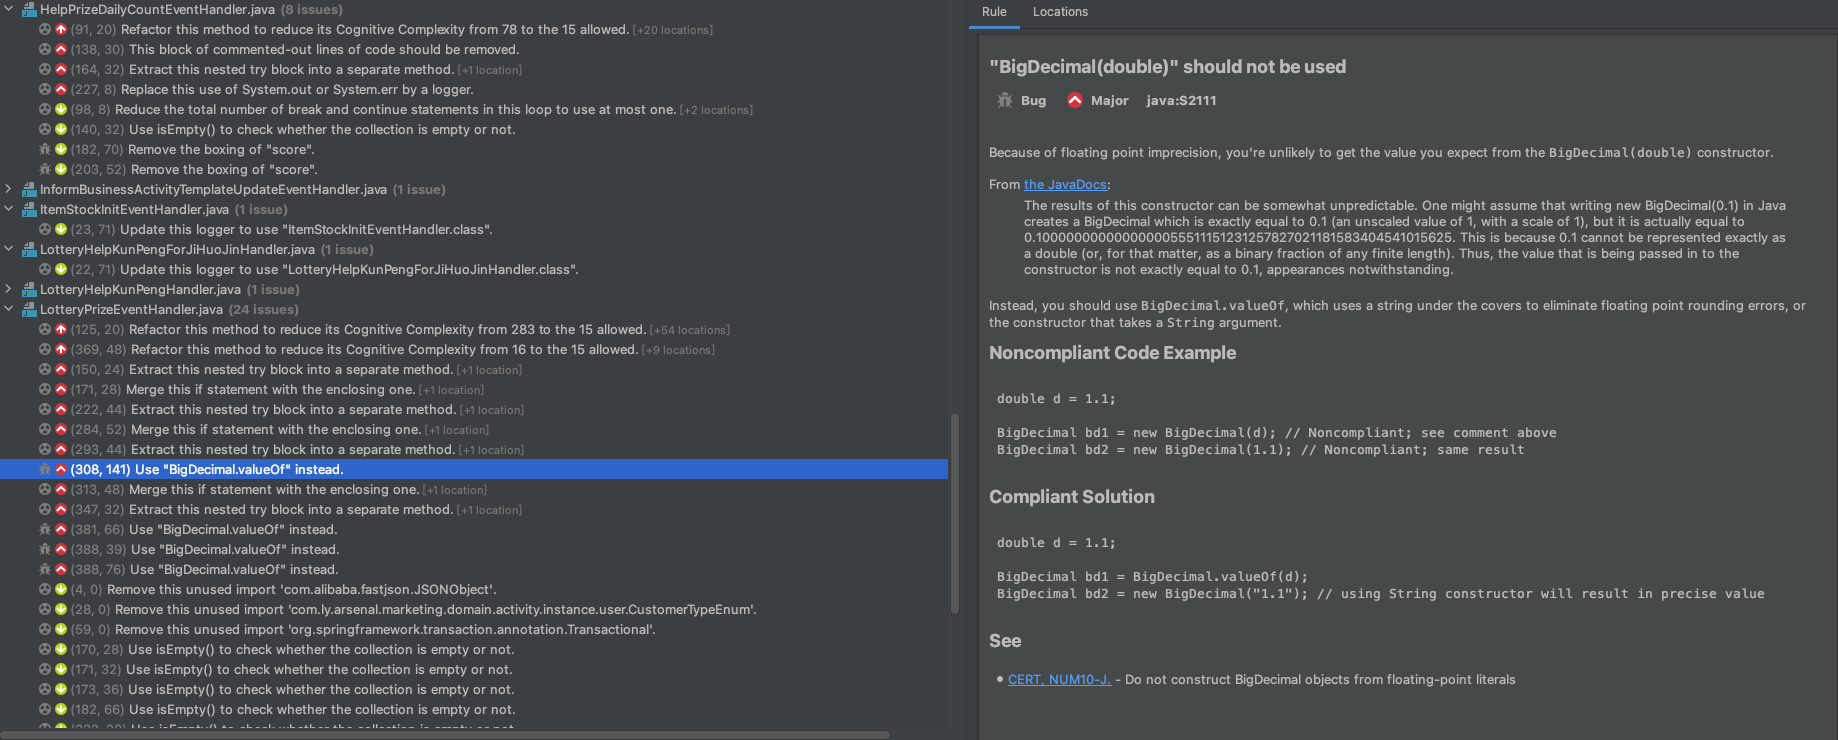 HelpPrizeDailyCountEventHandler.java (8 issues)
(91, 20) Refactor this method to reduce its Cognitive Complexity from 78 to the 15 allowed. [+20 locations]
(138, 30) This block of commented-out lines of code should be removed.
(164, 32) Extract this nested try block into a separate method. [+1 location]
(227, 8) Replace this use of System.out or System.err by a logger.
(98, 8) Reduce the total number of break and continue statements in this loop to use at most one. [+2 locations]
(140, 32) Use isEmpty() to check whether the collection is empty or not.
(182, 70) Remove the boxing of "score".
(203, 52) Remove the boxing of "score".
InformBusinessActivityTemplateUpdateEventHandler.java (1 issue)
ItemStockInitEventHandler.java (1 issue)
(23, 71) Update this logger to use "ItemStockInitEventHandler.class".
LotteryHelpKunPengForJiHuoJinHandler.java (1 issue)
(22, 71) Update this logger to use "LotteryHelpKunPengForJiHuoJinHandler.class".
LotteryHelpKunPengHandler.java (1 issue)
LotteryPrizeEventHandler.java (24 issues)
(125, 20) Refactor this method to reduce its Cognitive Complexity from 283 to the 15 allowed. [+54 locations]
(369, 48) Refactor this method to reduce its Cognitive Complexity from 16 to the 15 allowed. [+9 locations]
(150, 24) Extract this nested try block into a separate method. [+1 location]
(171, 28) Merge this if statement with the enclosing one. [+1 location]
(222, 44) Extract this nested try block into a separate method. [+1 location]
(284, 52) Merge this if statement with the enclosing one. [+1 location]
(293, 44) Extract this nested try block into a separate method. [+1 location]
(308, 141) Use "BigDecimal.valueOf" instead.
(313, 48) Merge this if statement with the enclosing one. [+1 location]
(347, 32) Extract this nested try block into a separate method. [+1 location]
(381, 66) Use "BigDecimal.valueOf" instead.
(388, 39) Use "BigDecimal.valueOf" instead.
(388, 76) Use "BigDecimal.valueOf" instead.
(4, 0) Remove this unused import 'com.alibaba.fastjson.JSONObject'.
(28, 0) Remove this unused import 'com.ly.arsenal.marketing.domain.activity.instance.user.CustomerTypeEnum'.
(59, 0) Remove this unused import 'org.springframework.transaction.annotation.Transactional'.
(170, 28) Use isEmpty() to check whether the collection is empty or not.
(171, 32) Use isEmpty() to check whether the collection is empty or not.
(173, 36) Use isEmpty() to check whether the collection is empty or not.
(182, 66) Use isEmpty() to check whether the collection is empty or not.
Rule Locations
"BigDecimal(double)" should not be used
Bug Major java:S2111
Because of floating point imprecision, you're unlikely to get the value you expect from the BigDecimal(double) constructor.
From the JavaDocs:
The results of this constructor can be somewhat unpredictable. One might assume that writing new BigDecimal(0.1) in Java
creates a BigDecimal which is exactly equal to 0.1 (an unscaled value of 1, with a scale of 1), but it is actually equal to
0.1000000000000000055511151231257827021181583404541015625. This is because 0.1 cannot be represented exactly as
a double (or, for that matter, as a binary fraction of any finite length). Thus, the value that is being passed in to the
constructor is not exactly equal to 0.1, appearances notwithstanding.
Instead, you should use BigDecimal.valueOf, which uses a string under the covers to eliminate floating point rounding errors, or
the constructor that takes a String argument.
Noncompliant Code Example
double d = 1.1;
BigDecimal bd1 = new BigDecimal(d); // Noncompliant; see comment above
BigDecimal bd2 = new BigDecimal(1.1); // Noncompliant; same result
Compliant Solution
double d = 1.1;
BigDecimal bd1 = BigDecimal.valueOf(d);
BigDecimal bd2 = new BigDecimal("1.1"); // using String constructor will result in precise value
See
• CERT, NUM10-J. - Do not construct BigDecimal objects from floating-point literals